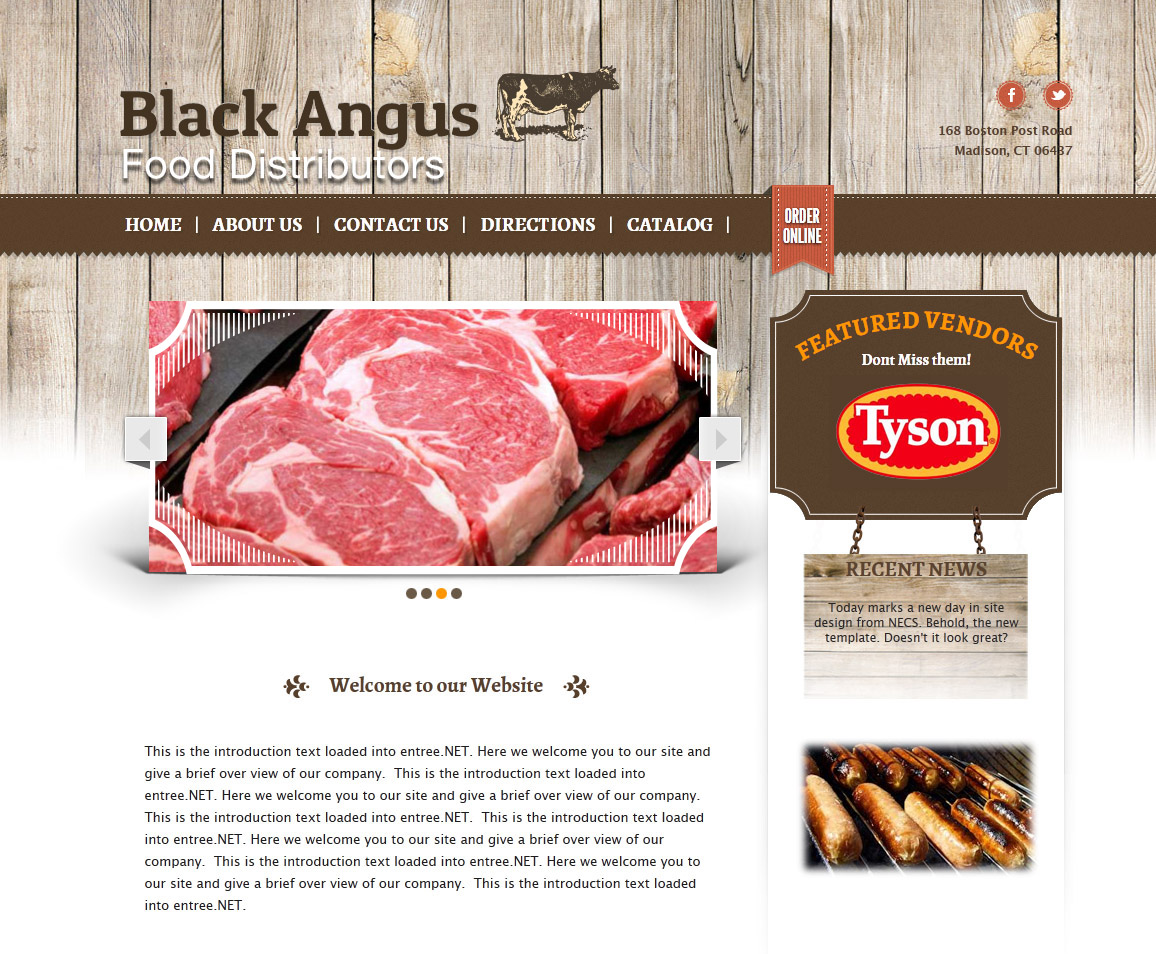 Black Angus
Food Distributors
168 Boston Post Road
Madison, CT 06437
HOME | ABOUT US | CONTACT US | DIRECTIONS | CATALOG |
ORDER
ONLINE
FEATURED VENDORS
Dont Miss them!
Tyson
RECENT NEWS
Today marks a new day in site
design from NECS. Behold, the new
template. Doesn't it look great?
Welcome to our Website
This is the introduction text loaded into entree.NET. Here we welcome you to our site and
give a brief over view of our company.  This is the introduction text loaded into
entree.NET. Here we welcome you to our site and give a brief over view of our company.
This is the introduction text loaded into entree.NET.  This is the introduction text loaded
into entree.NET. Here we welcome you to our site and give a brief over view of our
company.  This is the introduction text loaded into entree.NET. Here we welcome you to
our site and give a brief over view of our company.  This is the introduction text loaded
into entree.NET.